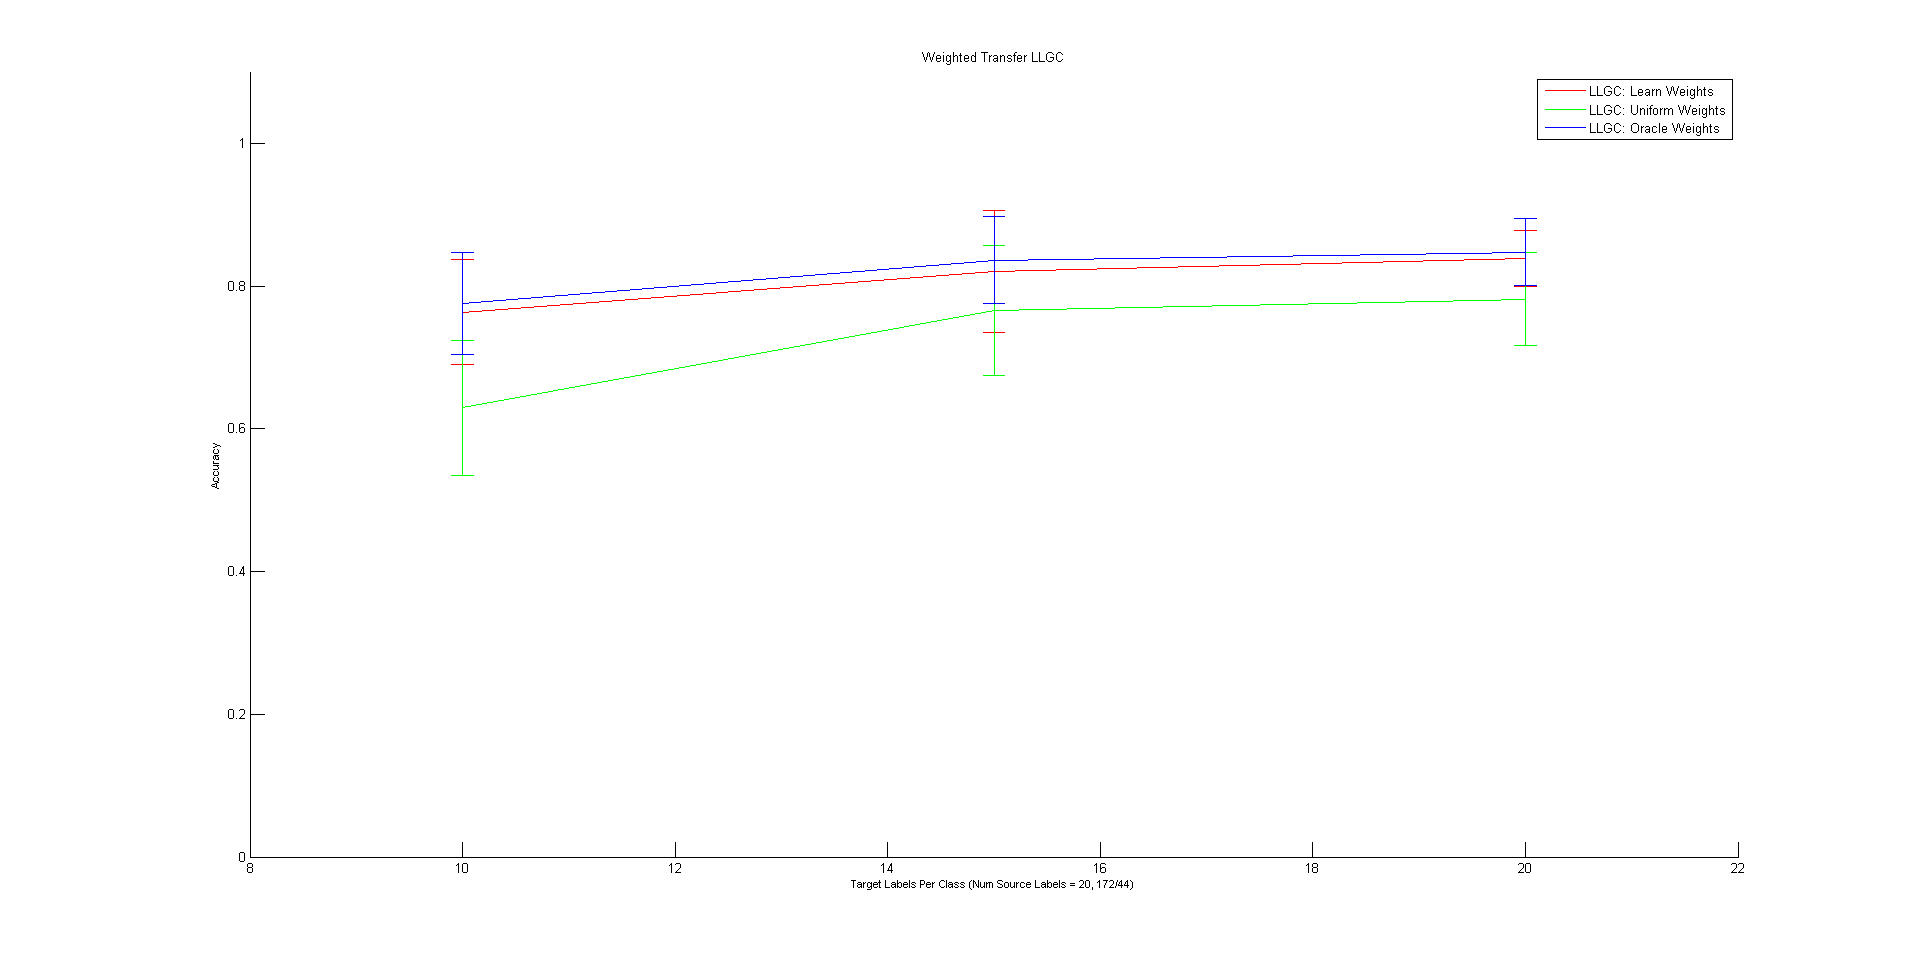 Weighted Transfer LLGC
LLGC: Learn Weights
LLGC: Uniform Weights
LLGC: Oracle Weights
1
0.8
0.6
0.4
0.2
0
Accuracy
8 10 12 14 16 18 20 22
Target Labels Per Class (Num Source Labels = 20, 172/44)